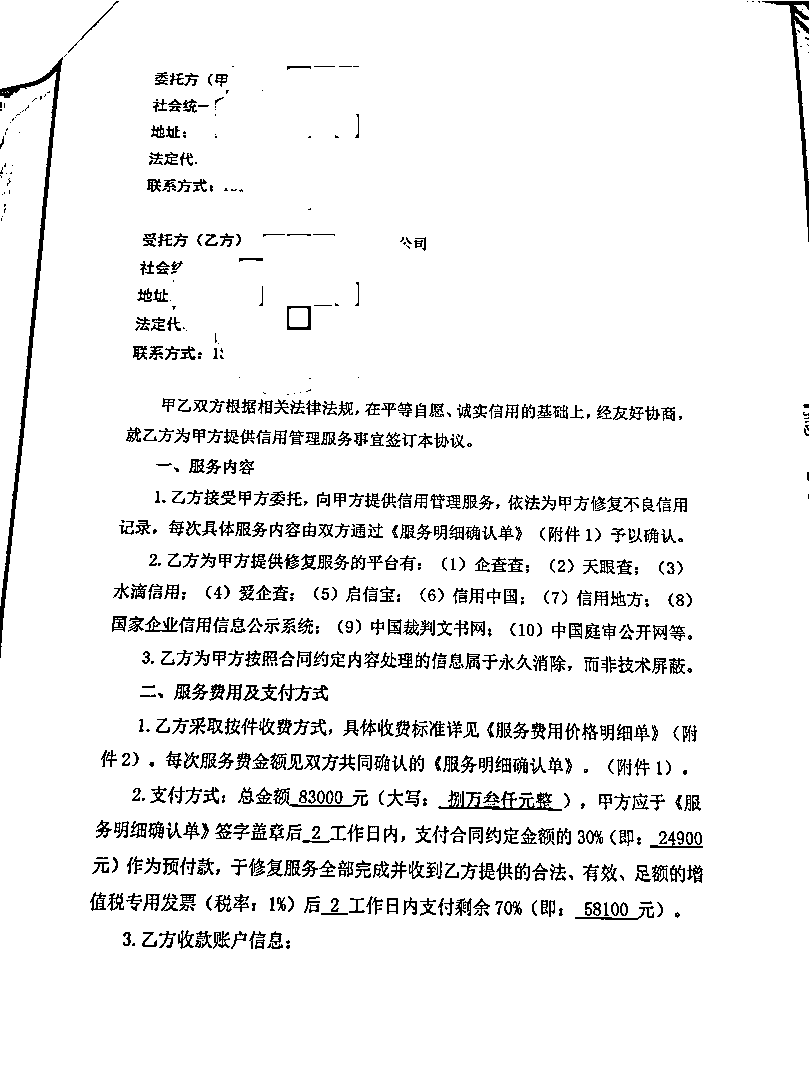 委托方（甲
社会统一
地址：
法定代
联系方式：
受托方（乙方） 公司
社会
地址
法定代
联系方式：
甲乙双方根据相关法律法规，在平等自愿、诚实信用的基础上，经友好协商，
就乙方为甲方提供信用管理服务事宜签订本协议。
一、服务内容
1.乙方接受甲方委托，向甲方提供信用管理服务，依法为甲方修复不良信用
记录，每次具体服务内容由双方通过《服务明细确认单》（附件1）予以确认。
2.乙方为甲方提供修复服务的平台有：（1）企查查；（2）天眼查；（3）
水滴信用；（4）爱企查；（5）启信宝；（6）信用中国；（7）信用地方；（8）
国家企业信用信息公示系统；（9）中国裁判文书网；（10）中国庭审公开网等。
3.乙方为甲方按照合同约定内容处理的信息属于永久消除，而非技术屏蔽。
二、服务费用及支付方式
1.乙方采取按件收费方式，具体收费标准详见《服务费用价格明细单》（附
件2）。每次服务费金额见双方共同确认的《服务明细确认单》。（附件1）。
2.支付方式：总金额 83000 元（大写： 捌万叁仟元整 ），甲方应于《服
务明细确认单》签字盖章后 2 工作日内，支付合同约定金额的30%（即： 24900
元）作为预付款，于修复服务全部完成并收到乙方提供的合法、有效、足额的增
值税专用发票（税率：1%）后 2 工作日内支付剩余70%（即： 58100 元）。
3.乙方收款账户信息：